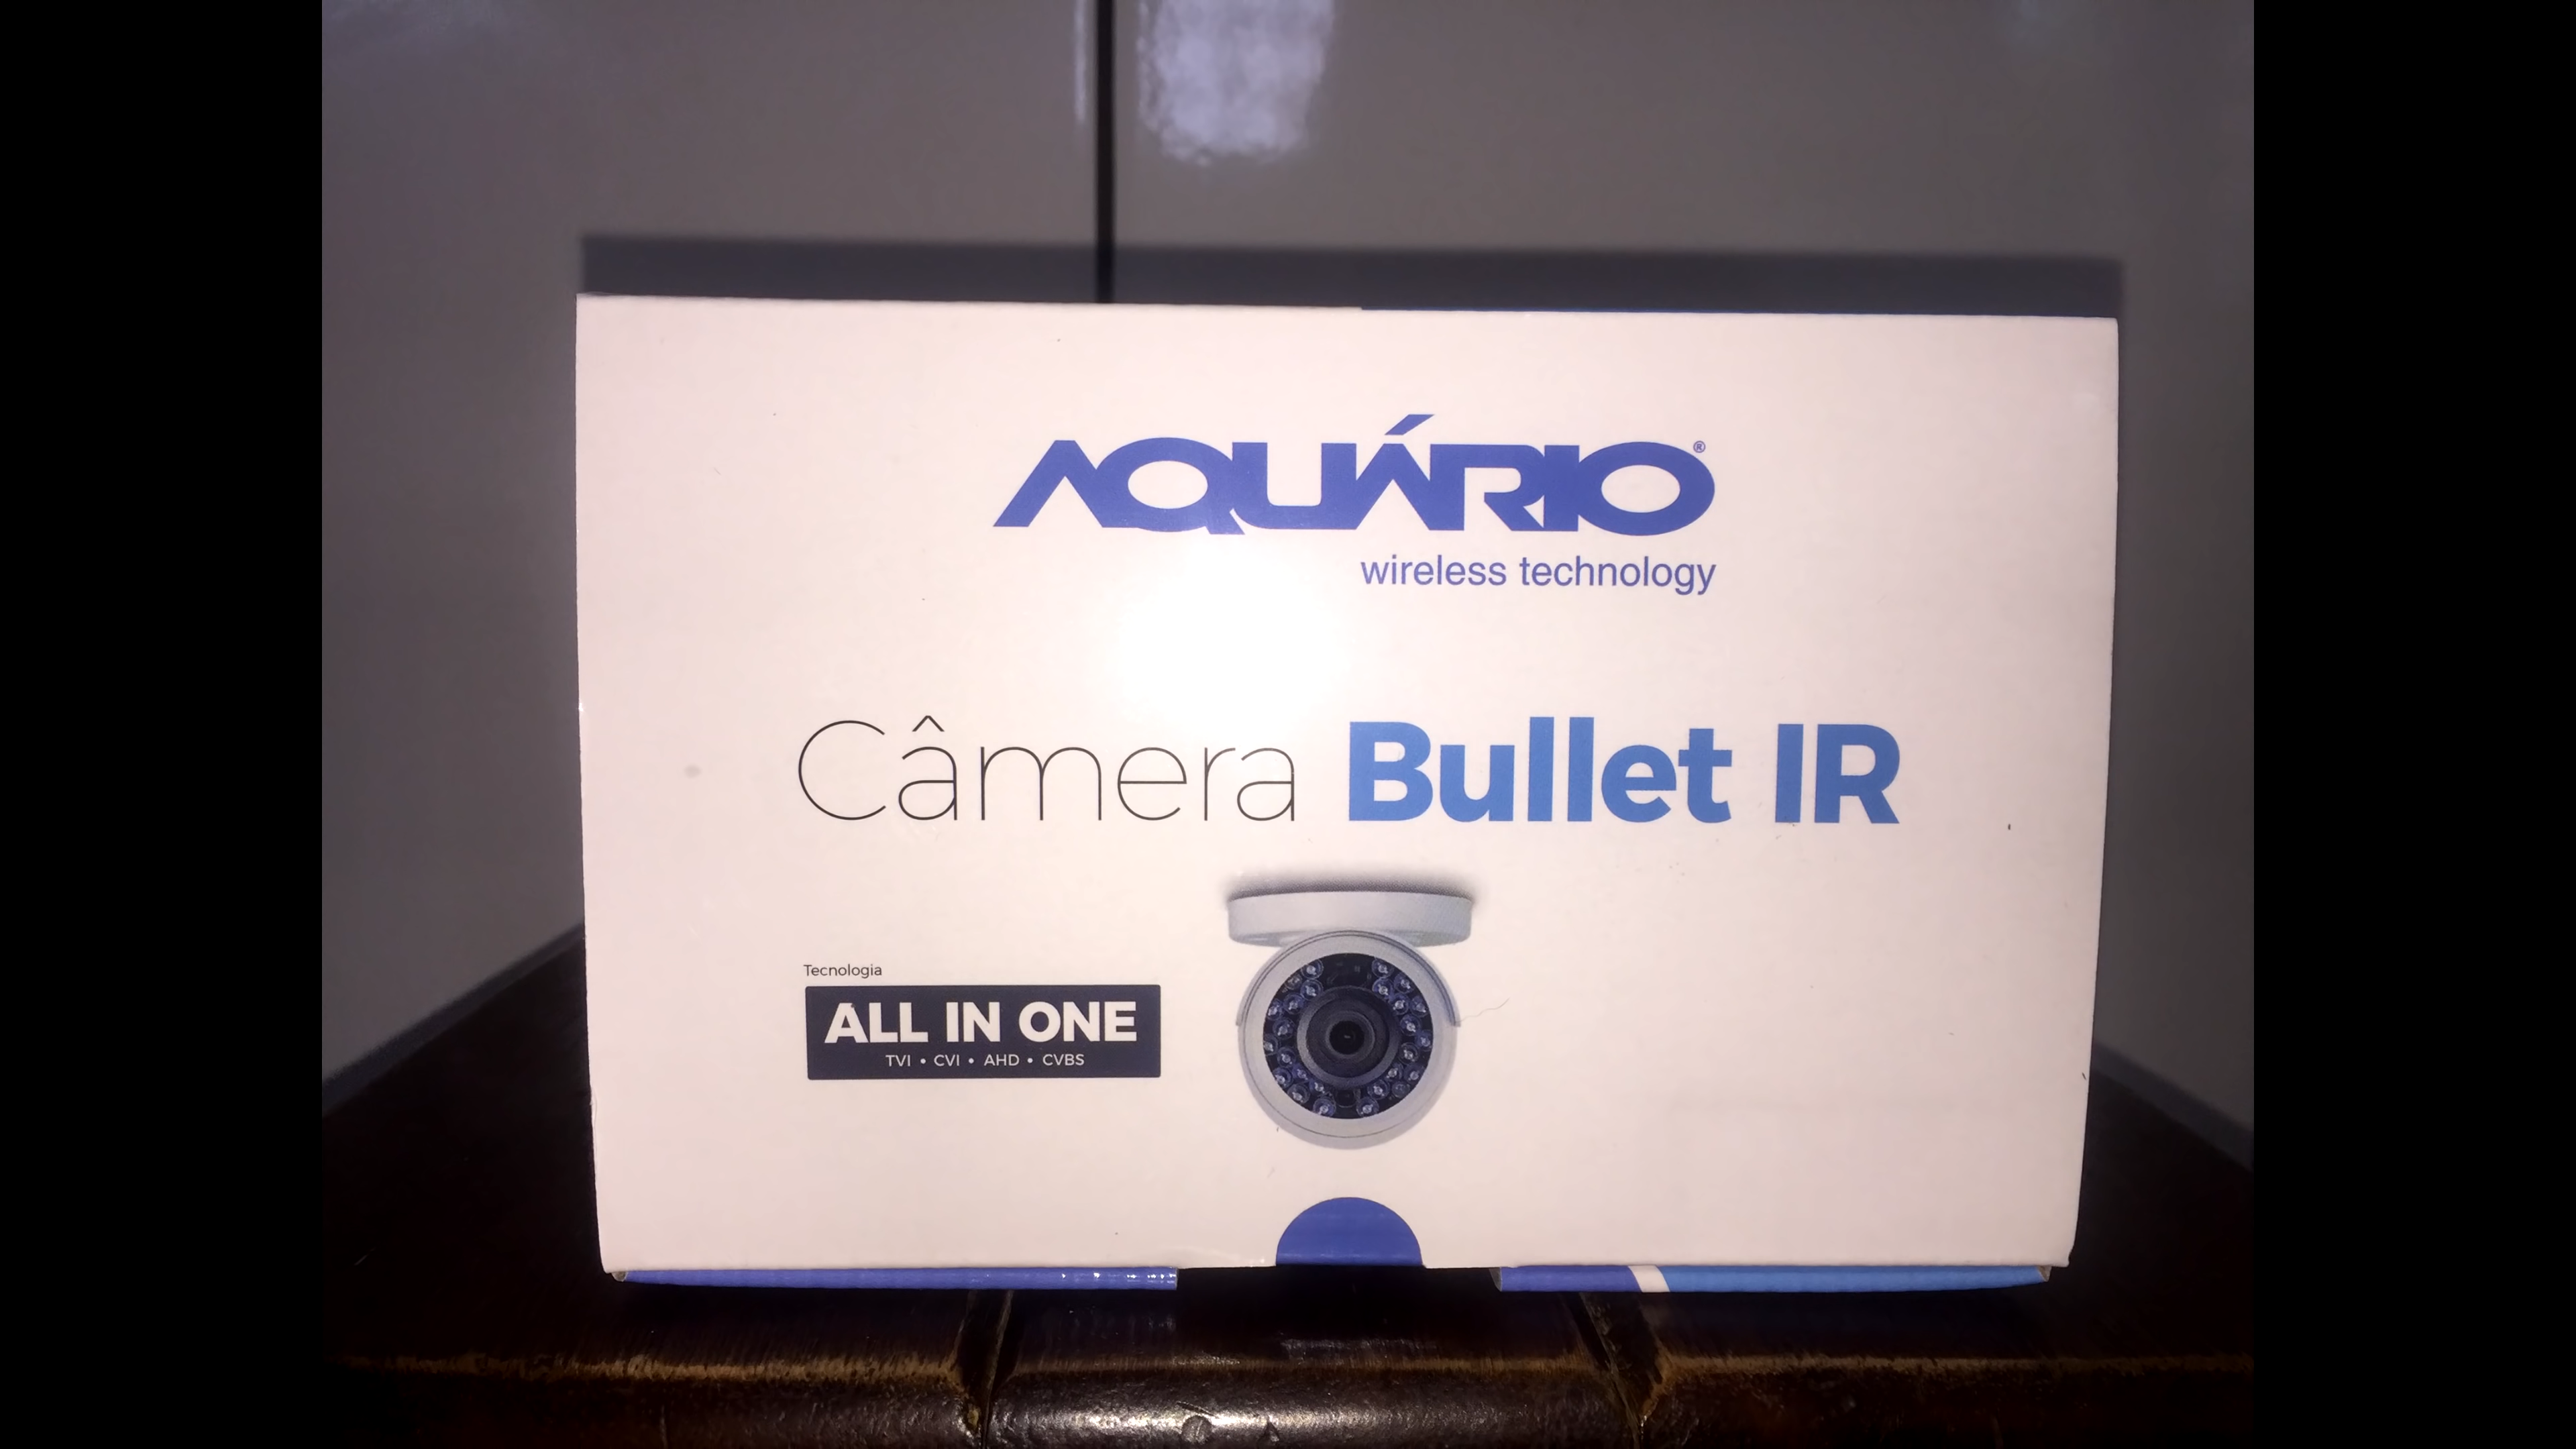 AQUÁRIO®
wireless technology
Câmera Bullet IR
Tecnologia
ALL IN ONE
TVI • CVI • AHD • CVBS